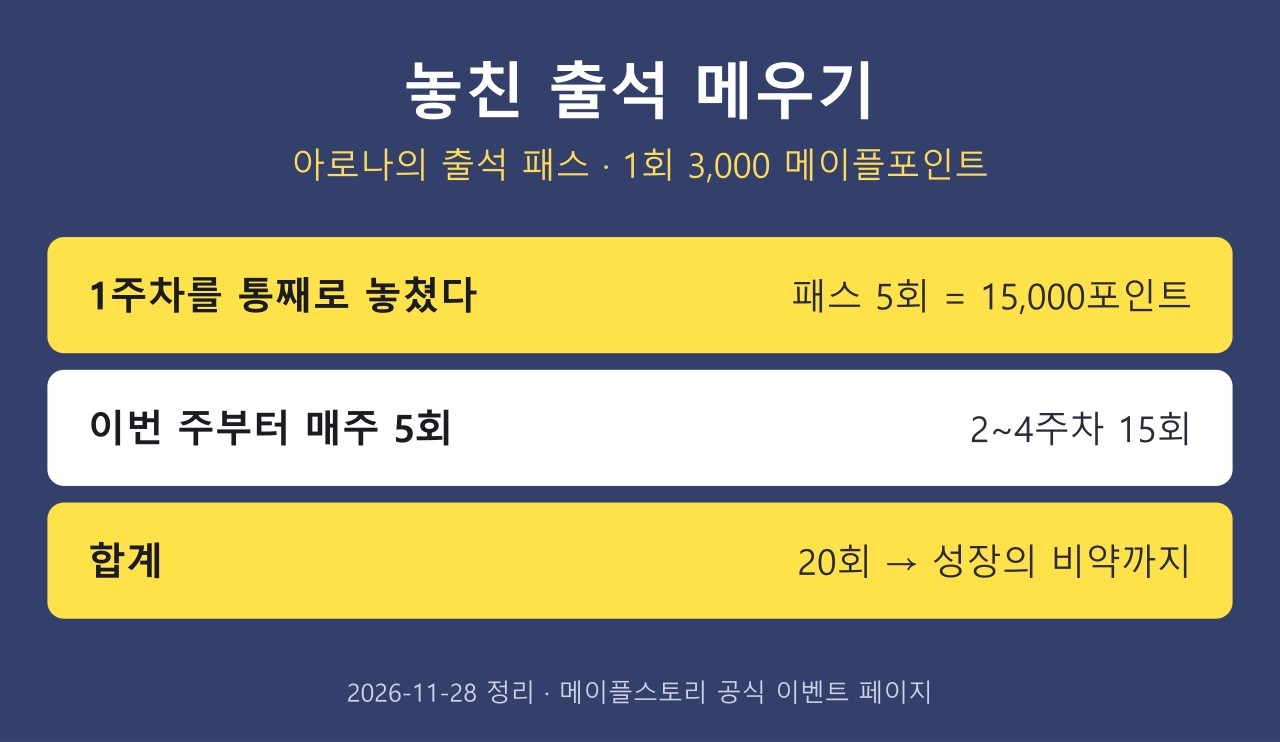 놓친 출석 메우기
아로나의 출석 패스 · 1회 3,000 메이플포인트
1주차를 통째로 놓쳤다 패스 5회 = 15,000포인트
이번 주부터 매주 5회 2~4주차 15회
합계 20회 → 성장의 비약까지
2026-11-28 정리 · 메이플스토리 공식 이벤트 페이지